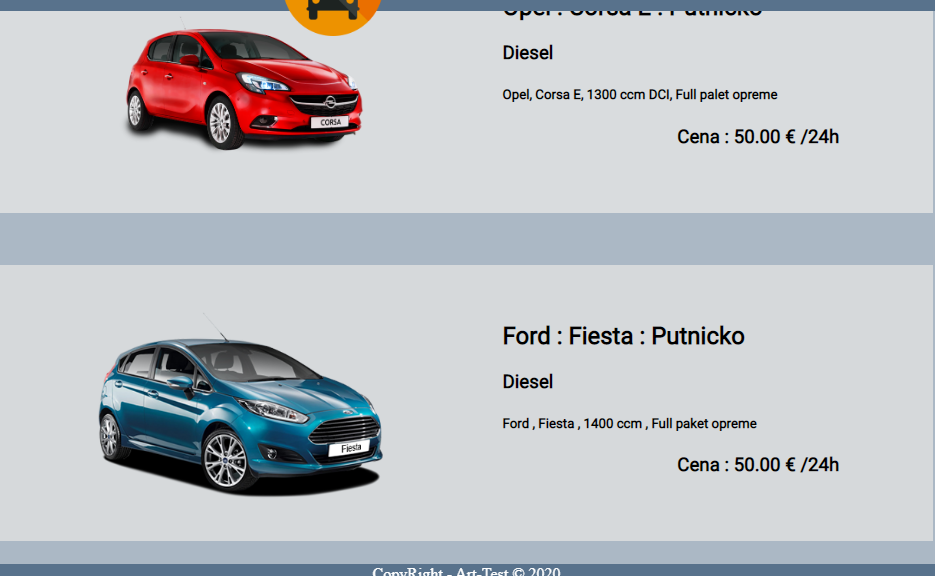 Opel : Corsa E : Putnicko
Diesel
Opel, Corsa E, 1300 ccm DCI, Full palet opreme
CORSA
Cena : 50.00 € /24h
Ford : Fiesta : Putnicko
Diesel
Ford , Fiesta , 1400 ccm , Full paket opreme
Fiesta
Cena : 50.00 € /24h
CopyRight - Art-Test © 2020